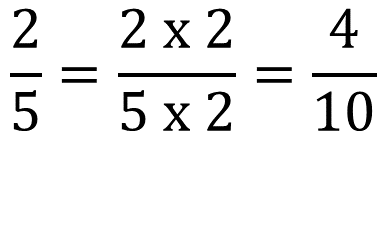 2/5 = 2 x 2/5 x 2 = 4/10